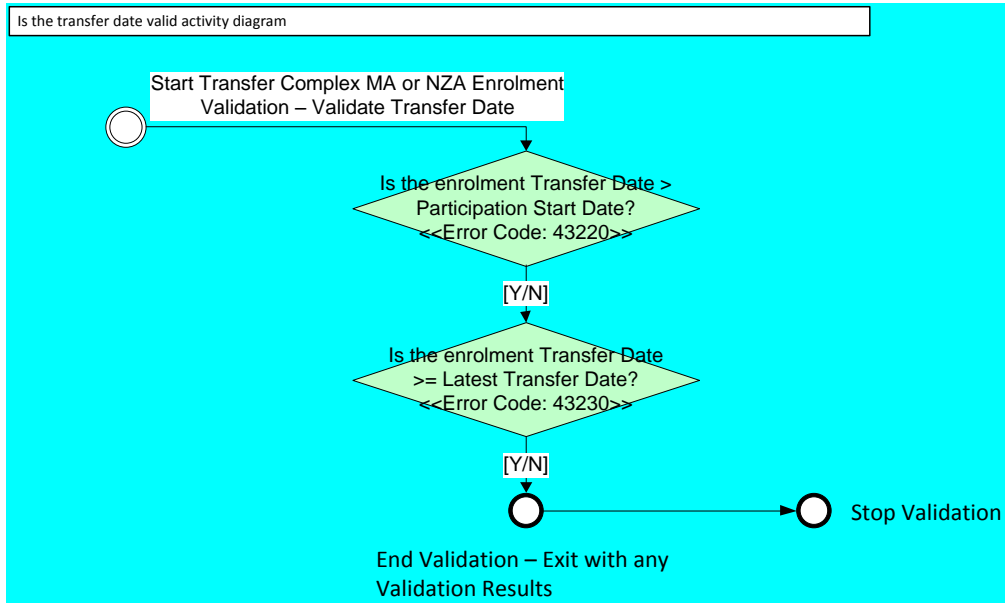 Is the transfer date valid activity diagram
Start Transfer Complex MA or NZA Enrolment
Validation – Validate Transfer Date
Is the enrolment Transfer Date >
Participation Start Date?
<<Error Code: 43220>>
[Y/N]
Is the enrolment Transfer Date
>= Latest Transfer Date?
<<Error Code: 43230>>
[Y/N]
Stop Validation
End Validation – Exit with any
Validation Results